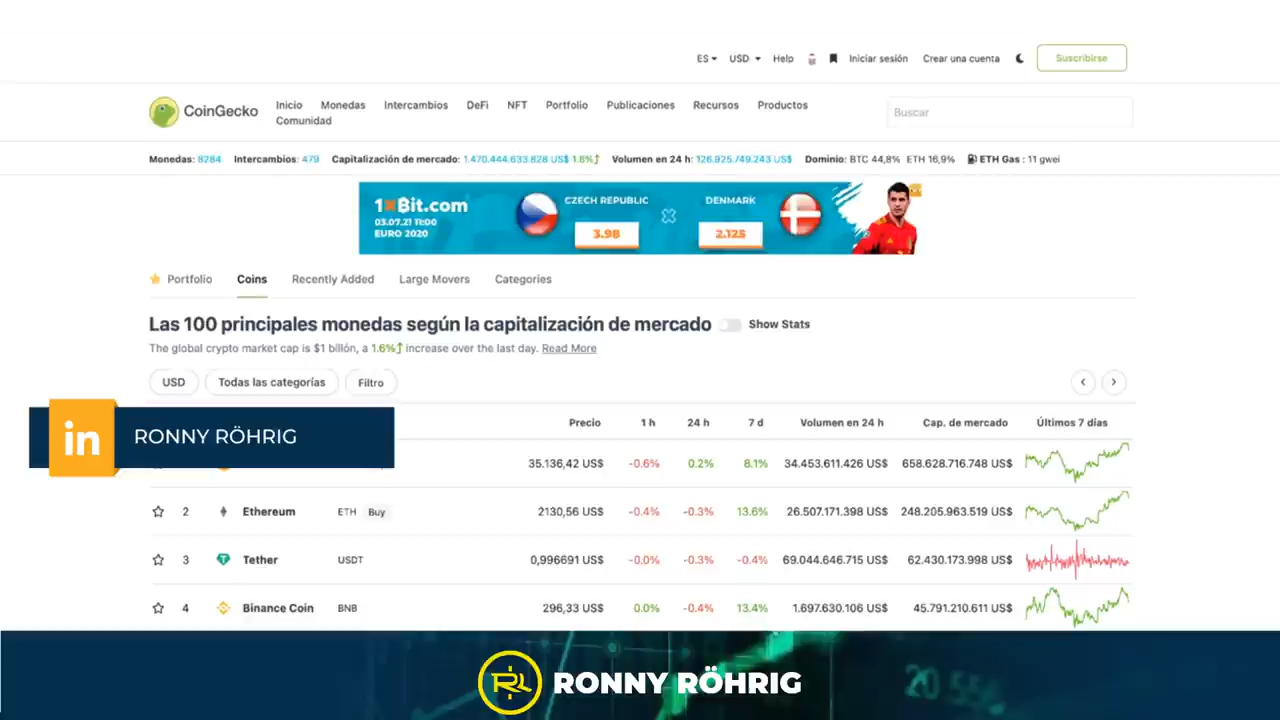 ES USD Help Iniciar sesión Crear una cuenta Suscribirse
CoinGecko Inicio Monedas Intercambios DeFi NFT Portfolio Publicaciones Recursos Productos
Comunidad
Buscar
Monedas: 8284 Intercambios: 479 Capitalización de mercado: 1.470.444.633.828 US$ 1.6% Volumen en 24 h: 126.925.749.243 US$ Dominio: BTC 44,8% ETH 16,9% ETH Gas : 11 gwei
1xBit.com
03.07.21 11:00
EURO 2020
CZECH REPUBLIC
3.98
DENMARK
2.125
Portfolio Coins Recently Added Large Movers Categories
Las 100 principales monedas según la capitalización de mercado Show Stats
The global crypto market cap is $1 billón, a 1.6% increase over the last day. Read More
USD Todas las categorías Filtro
Precio 1 h 24 h 7 d Volumen en 24 h Cap. de mercado Últimos 7 días
in RONNY RÖHRIG
35.136,42 US$ -0.6% 0.2% 8.1% 34.453.611.426 US$ 658.628.716.748 US$
2 Ethereum ETH Buy 2130,56 US$ -0.4% -0.3% 13.6% 26.507.171.398 US$ 248.205.963.519 US$
3 Tether USDT 0,996691 US$ -0.0% -0.3% -0.4% 69.044.646.715 US$ 62.430.173.998 US$
4 Binance Coin BNB 296,33 US$ 0.0% -0.4% 13.4% 1.697.630.106 US$ 45.791.210.611 US$
RONNY RÖHRIG